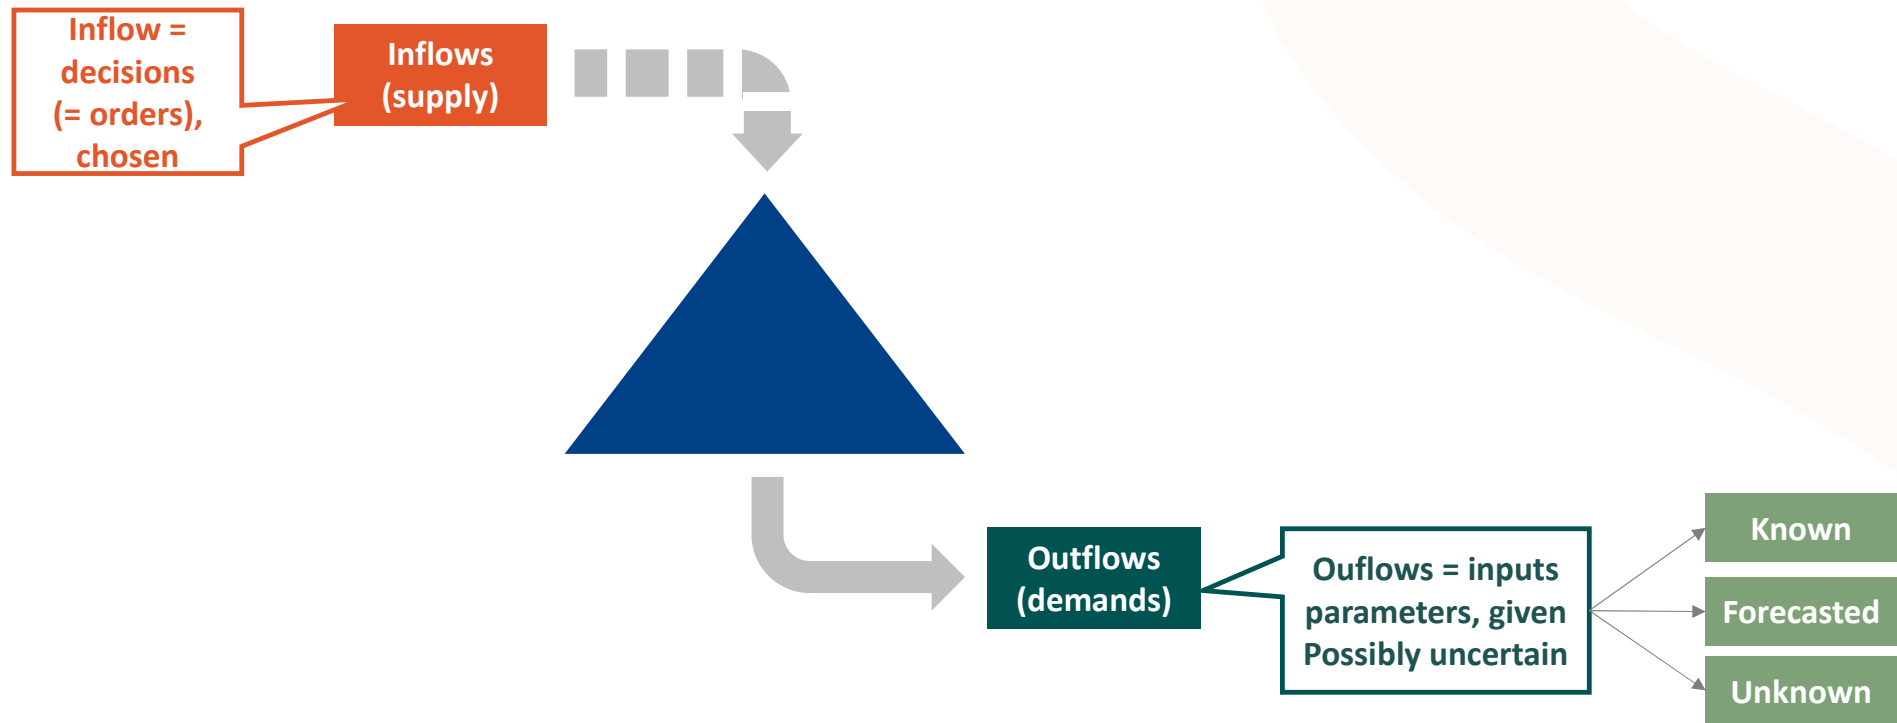 Inflow =
decisions
(= orders),
chosen
Inflows
(supply)
Outflows
(demands)
Ouflows = inputs
parameters, given
Possibly uncertain
Known
Forecasted
Unknown